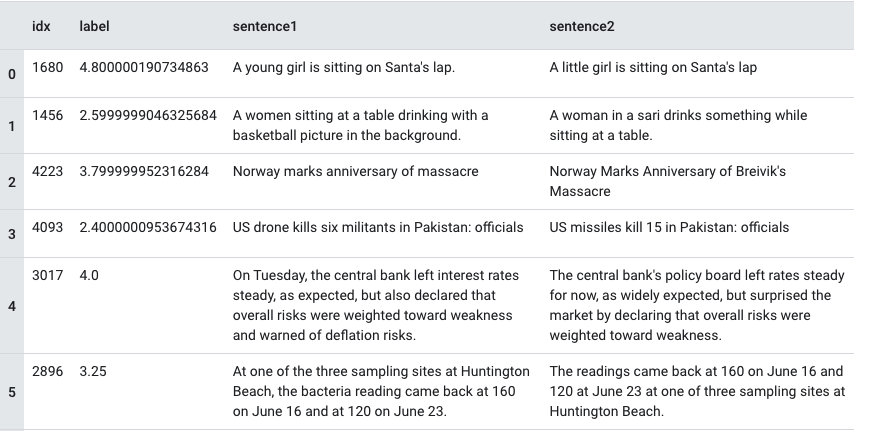 idx label sentence1 sentence2
0 1680 4.800000190734863 A young girl is sitting on Santa's lap. A little girl is sitting on Santa's lap
1 1456 2.5999999046325684 A women sitting at a table drinking with a A woman in a sari drinks something while
basketball picture in the background. sitting at a table.
2 4223 3.799999952316284 Norway marks anniversary of massacre Norway Marks Anniversary of Breivik's
Massacre
3 4093 2.4000000953674316 US drone kills six militants in Pakistan: officials US missiles kill 15 in Pakistan: officials
4 3017 4.0 On Tuesday, the central bank left interest rates The central bank's policy board left rates steady
steady, as expected, but also declared that for now, as widely expected, but surprised the
overall risks were weighted toward weakness market by declaring that overall risks were
and warned of deflation risks. weighted toward weakness.
5 2896 3.25 At one of the three sampling sites at Huntington The readings came back at 160 on June 16 and
Beach, the bacteria reading came back at 160 120 at June 23 at one of three sampling sites at
on June 16 and at 120 on June 23. Huntington Beach.